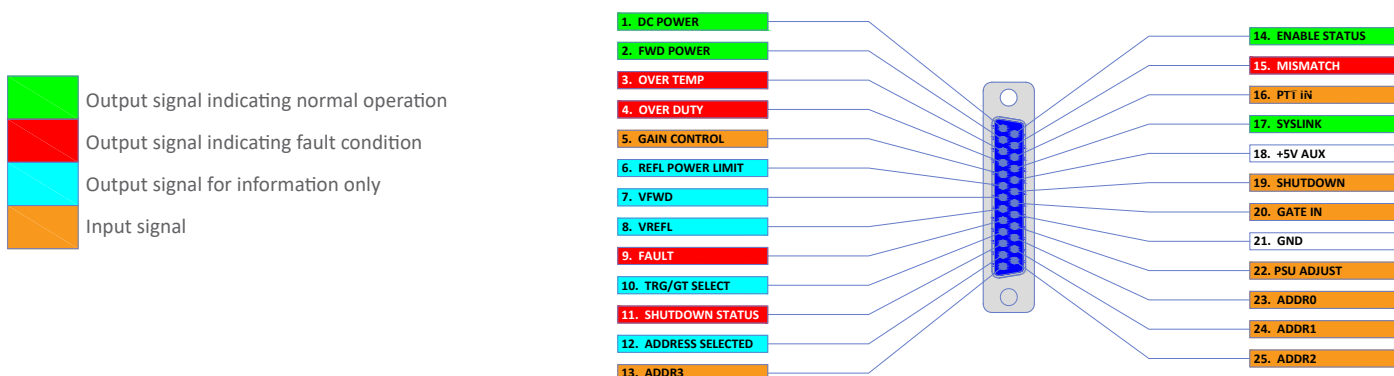 Output signal indicating normal operation
Output signal indicating fault condition
Output signal for information only
Input signal
1. DC POWER
2. FWD POWER
3. OVER TEMP
4. OVER DUTY
5. GAIN CONTROL
6. REFL POWER LIMIT
7. VFWD
8. VREFL
9. FAULT
10. TRG/GT SELECT
11. SHUTDOWN STATUS
12. ADDRESS SELECTED
13. ADDR3
14. ENABLE STATUS
15. MISMATCH
16. PTT iN
17. SYSLINK
18. +5V AUX
19. SHUTDOWN
20. GATE IN
21. GND
22. PSU ADJUST
23. ADDR0
24. ADDR1
25. ADDR2